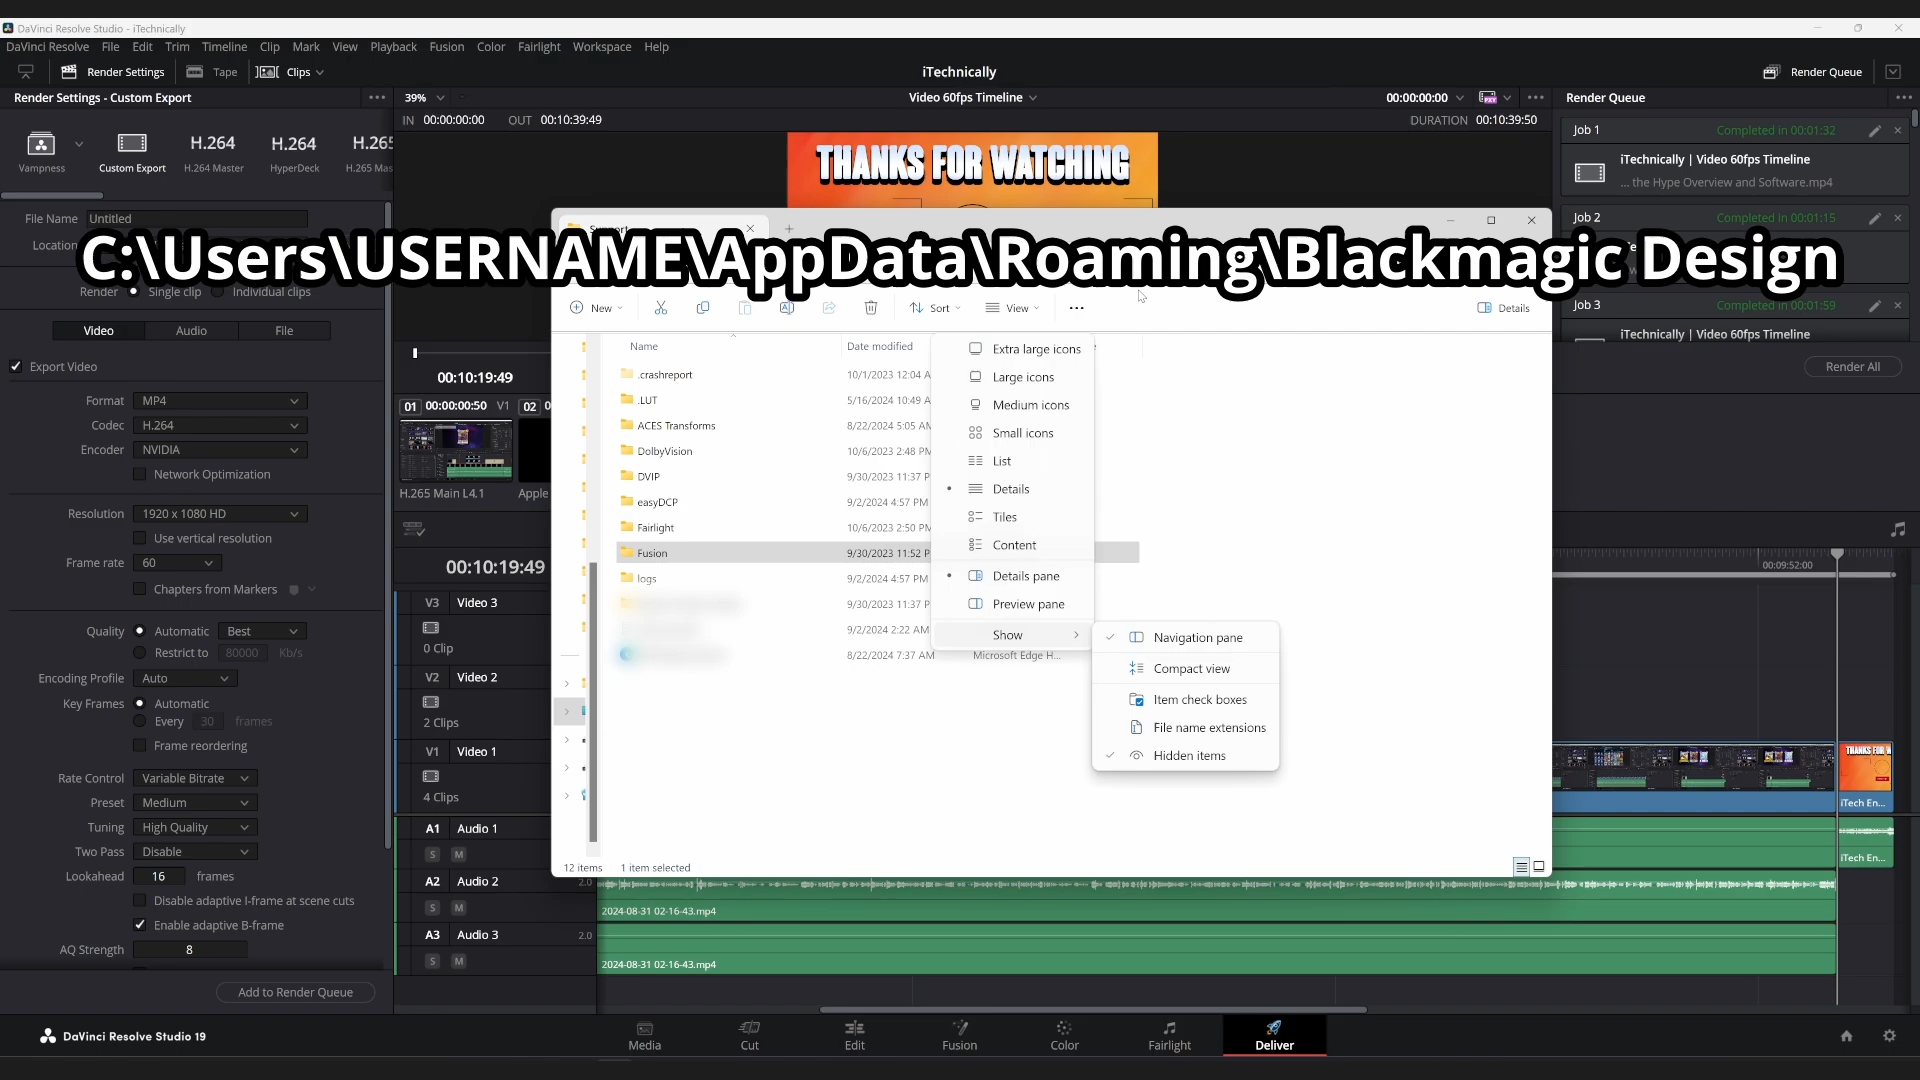 DaVinci Resolve Studio - iTechnically
DaVinci Resolve File Edit Trim Timeline Clip Mark View Playback Fusion Color Fairlight Workspace Help
Render Settings Tape Clips iTechnically Render Queue
Render Settings - Custom Export 39% Video 60fps Timeline 00:00:00:00 Render Queue
IN 00:00:00:00 OUT 00:10:39:49 DURATION 00:10:39:50
H.264 H.264 H.265
Vampness Custom Export H.264 Master HyperDeck H.265 Mas
THANKS FOR WATCHING
Job 1 Completed in 00:01:32
iTechnically | Video 60fps Timeline
... the Hype Overview and Software.mp4
Job 2 Completed in 00:01:15
File Name Untitled
Location
C:\Users\USERNAME\AppData\Roaming\Blackmagic Design
Render Single clip Individual clips
Job 3 Completed in 00:01:59
iTechnically | Video 60fps Timeline
Render All
New Sort View Details
Video Audio File
Export Video
Format MP4
Codec H.264
Encoder NVIDIA
Network Optimization
Resolution 1920 x 1080 HD
Use vertical resolution
Frame rate 60
Chapters from Markers
Quality Automatic Best
Restrict to 80000 Kb/s
Encoding Profile Auto
Key Frames Automatic
Every 30 frames
Frame reordering
Rate Control Variable Bitrate
Preset Medium
Tuning High Quality
Two Pass Disable
Lookahead 16 frames
Disable adaptive I-frame at scene cuts
Enable adaptive B-frame
AQ Strength 8
Add to Render Queue
00:10:19:49
01 00:00:00:50 V1 02 0
H.265 Main L4.1 Apple
00:10:19:49
V3 Video 3
0 Clip
V2 Video 2
2 Clips
V1 Video 1
4 Clips
A1 Audio 1
S M
A2 Audio 2 2.0
S M
A3 Audio 3 2.0
S M
Name Date modified
.crashreport 10/1/2023 12:04 A
.LUT 5/16/2024 10:49 A
ACES Transforms 8/22/2024 5:05 AM
DolbyVision 10/6/2023 2:48 PM
DVIP 9/30/2023 11:37 P
easyDCP 9/2/2024 4:57 PM
Fairlight 10/6/2023 2:50 PM
Fusion 9/30/2023 11:52 P
logs 9/2/2024 4:57 PM
9/30/2023 11:37 P
9/2/2024 2:22 AM
8/22/2024 7:37 AM Microsoft Edge H...
12 items 1 item selected
Extra large icons
Large icons
Medium icons
Small icons
List
Details
Tiles
Content
Details pane
Preview pane
Show
Navigation pane
Compact view
Item check boxes
File name extensions
Hidden items
00:09:52:00
THANKS FOR W
iTech En...
iTech En...
2024-08-31 02-16-43.mp4
2024-08-31 02-16-43.mp4
DaVinci Resolve Studio 19 Media Cut Edit Fusion Color Fairlight Deliver